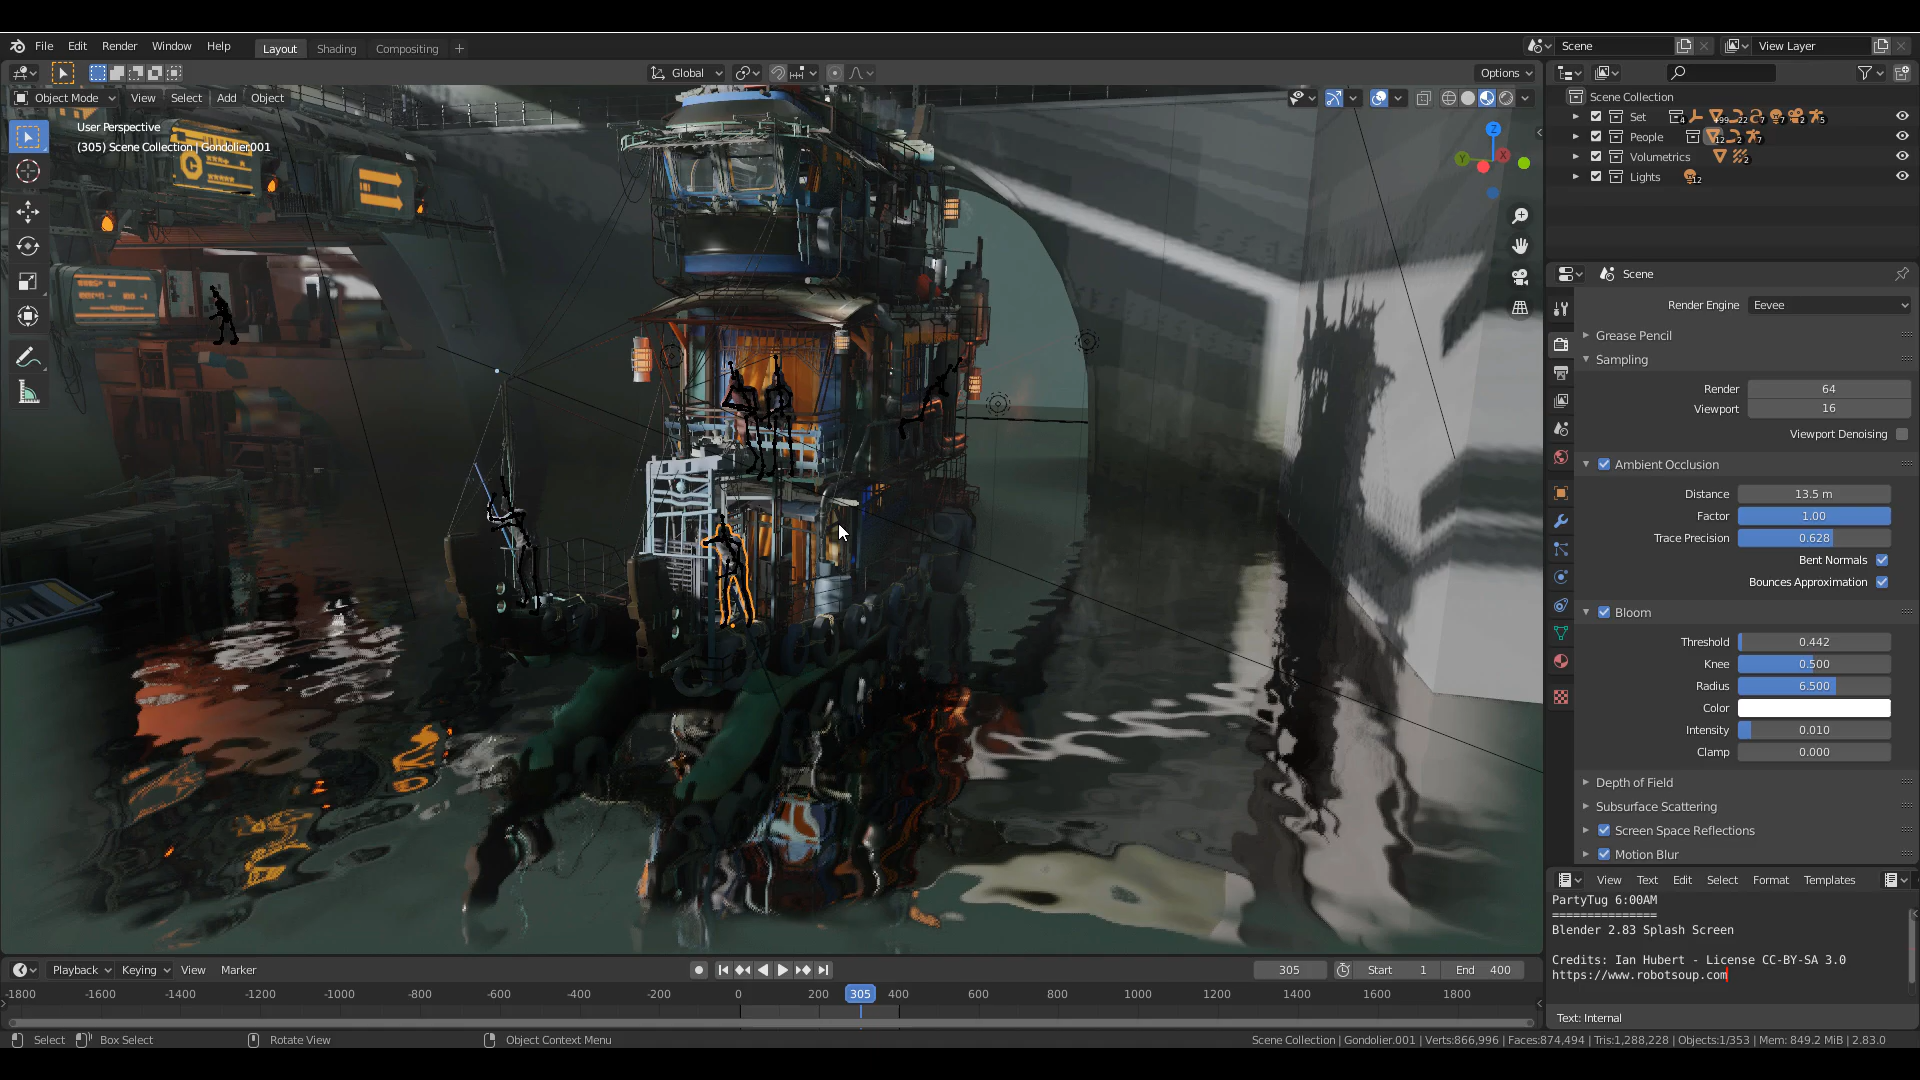 File Edit Render Window Help Layout Shading Compositing + Scene View Layer
Global Options
Object Mode View Select Add Object
User Perspective
(305) Scene Collection | Gondolier.001
Z
Y X
Scene Collection
Set
People
Volumetrics
Lights 12
Scene
Render Engine Eevee
Grease Pencil
Sampling
Render 64
Viewport 16
Viewport Denoising
Ambient Occlusion
Distance 13.5 m
Factor 1.00
Trace Precision 0.628
Bent Normals
Bounces Approximation
Bloom
Threshold 0.442
Knee 0.500
Radius 6.500
Color
Intensity 0.010
Clamp 0.000
Depth of Field
Subsurface Scattering
Screen Space Reflections
Motion Blur
View Text Edit Select Format Templates
PartyTug 6:00AM
===============
Blender 2.83 Splash Screen
Credits: Ian Hubert - License CC-BY-SA 3.0
https://www.robotsoup.com
Text: Internal
Playback Keying View Marker 305 Start 1 End 400
-1800 -1600 -1400 -1200 -1000 -800 -600 -400 -200 0 200 305 400 600 800 1000 1200 1400 1600 1800
Select Box Select Rotate View Object Context Menu Scene Collection | Gondolier.001 | Verts:866,996 | Faces:874,494 | Tris:1,288,228 | Objects:1/353 | Mem: 849.2 MiB | 2.83.0